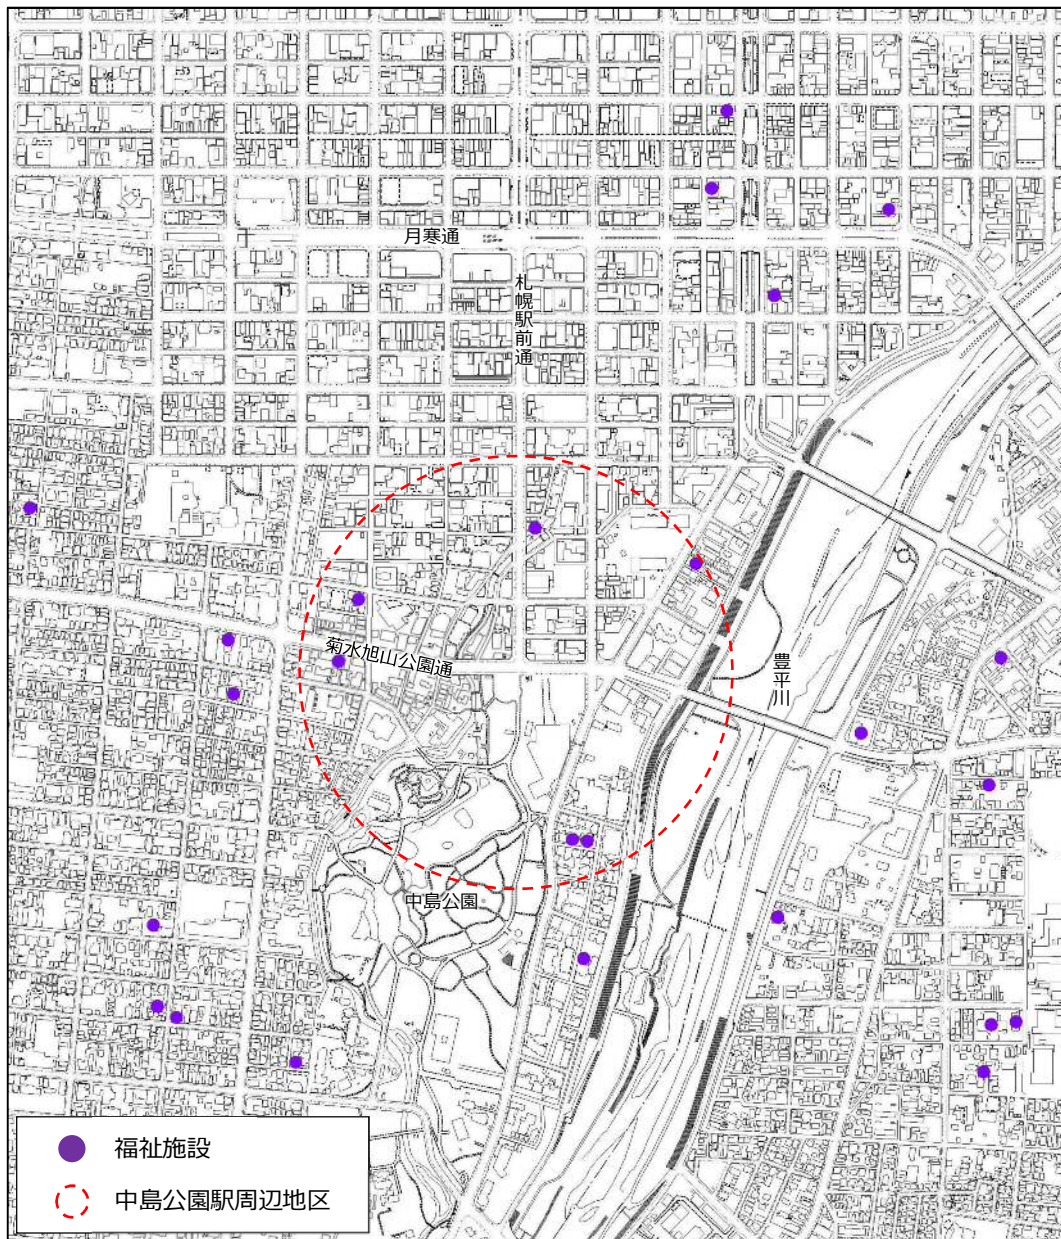 月寒通
札幌駅前通
菊水旭山公園通
豊平川
中島公園
福祉施設
中島公園駅周辺地区